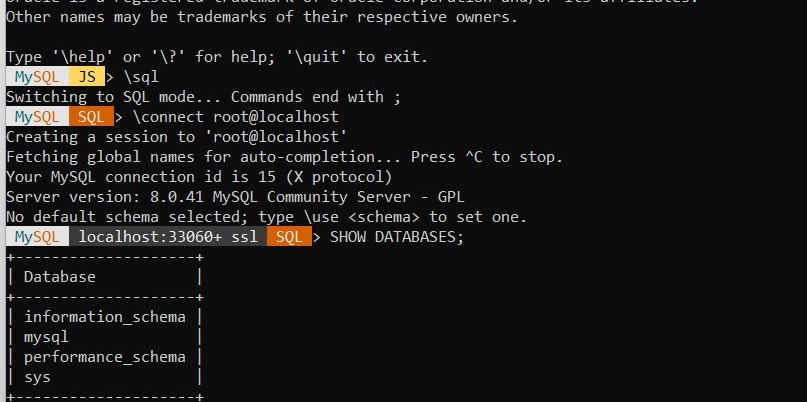 Oracle is a registered trademark of Oracle Corporation and/or its affiliates.
Other names may be trademarks of their respective owners.
Type '\help' or '\?' for help; '\quit' to exit.
MySQL JS > \sql
Switching to SQL mode... Commands end with ;
MySQL SQL > \connect root@localhost
Creating a session to 'root@localhost'
Fetching global names for auto-completion... Press ^C to stop.
Your MySQL connection id is 15 (X protocol)
Server version: 8.0.41 MySQL Community Server - GPL
No default schema selected; type \use <schema> to set one.
MySQL localhost:33060+ ssl SQL > SHOW DATABASES;
+--------------------+
| Database           |
+--------------------+
| information_schema |
| mysql              |
| performance_schema |
| sys                |
+--------------------+